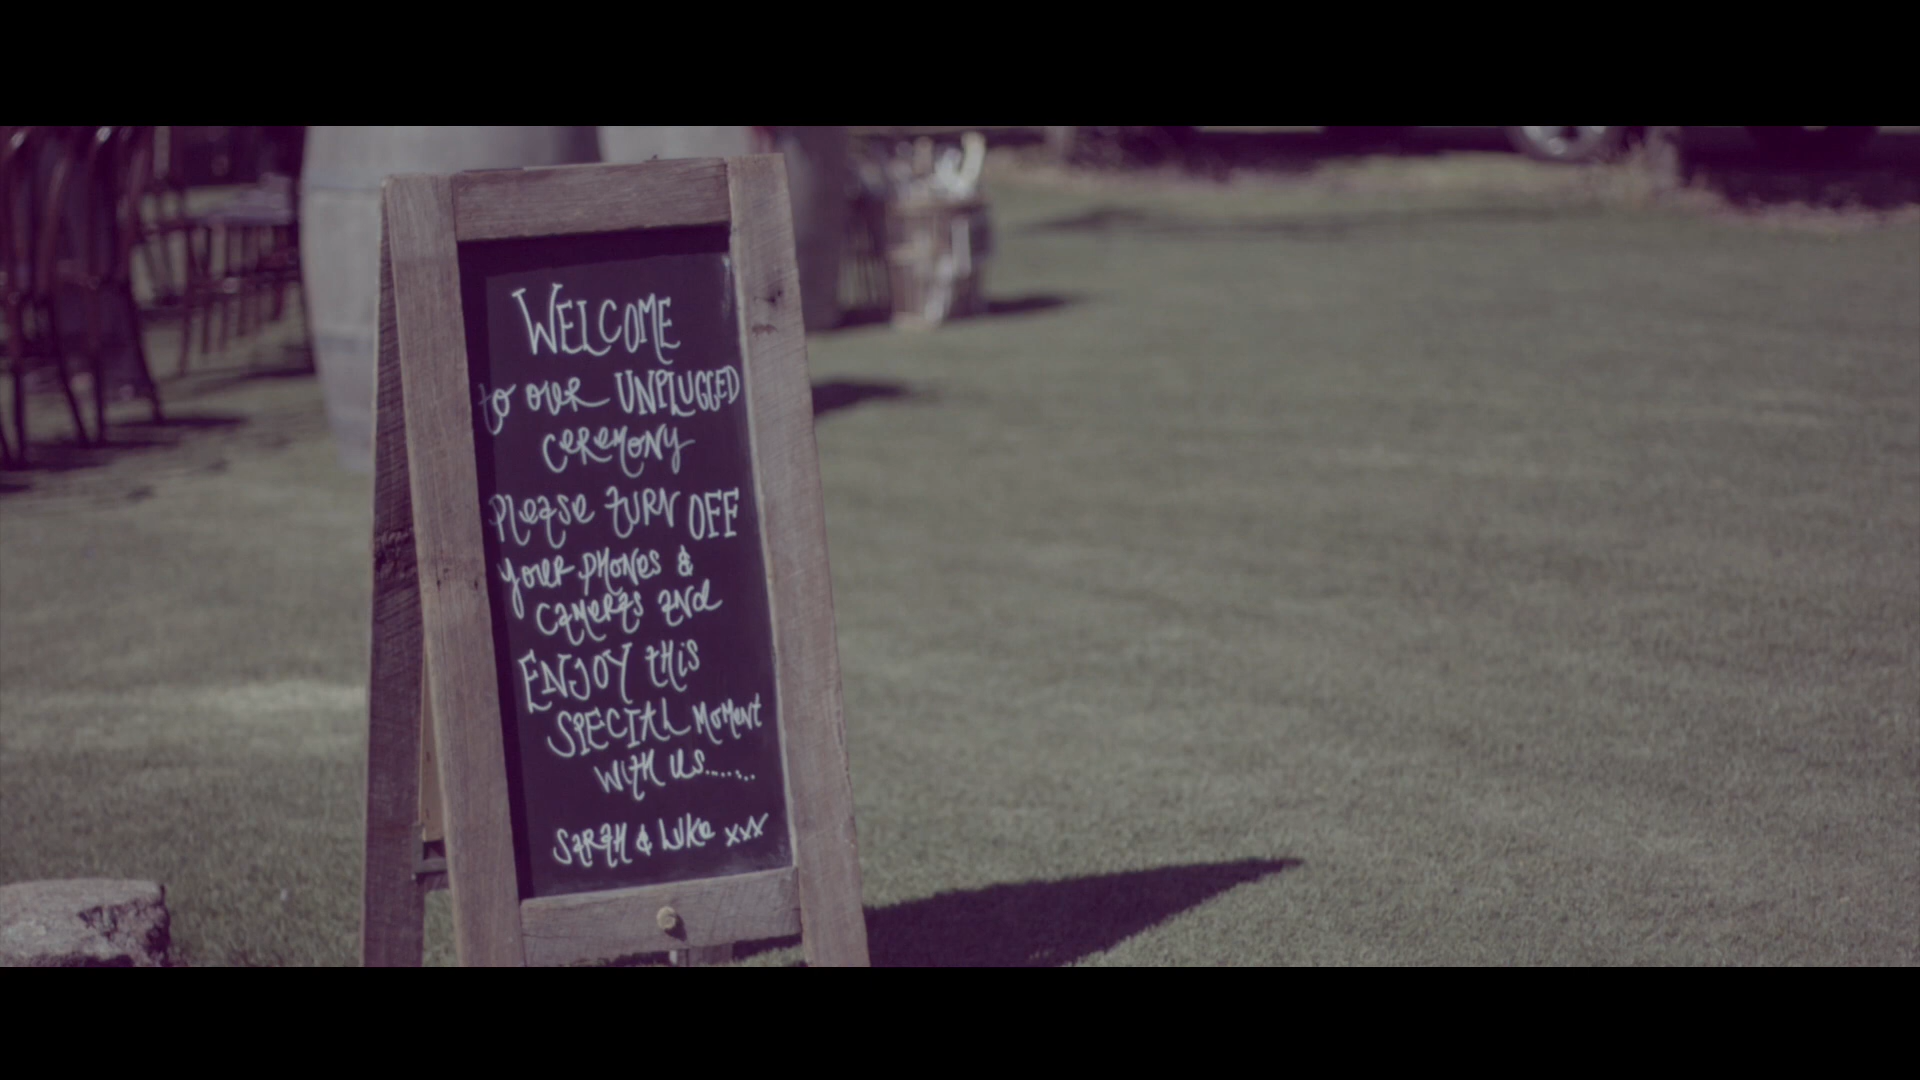 WELCOME
to our UNPLUGGED
ceremony
Please turn OFF
your phones &
cameras and
ENJOY this
SPECIAL moment
with us.......
Sarah & Luke xxx